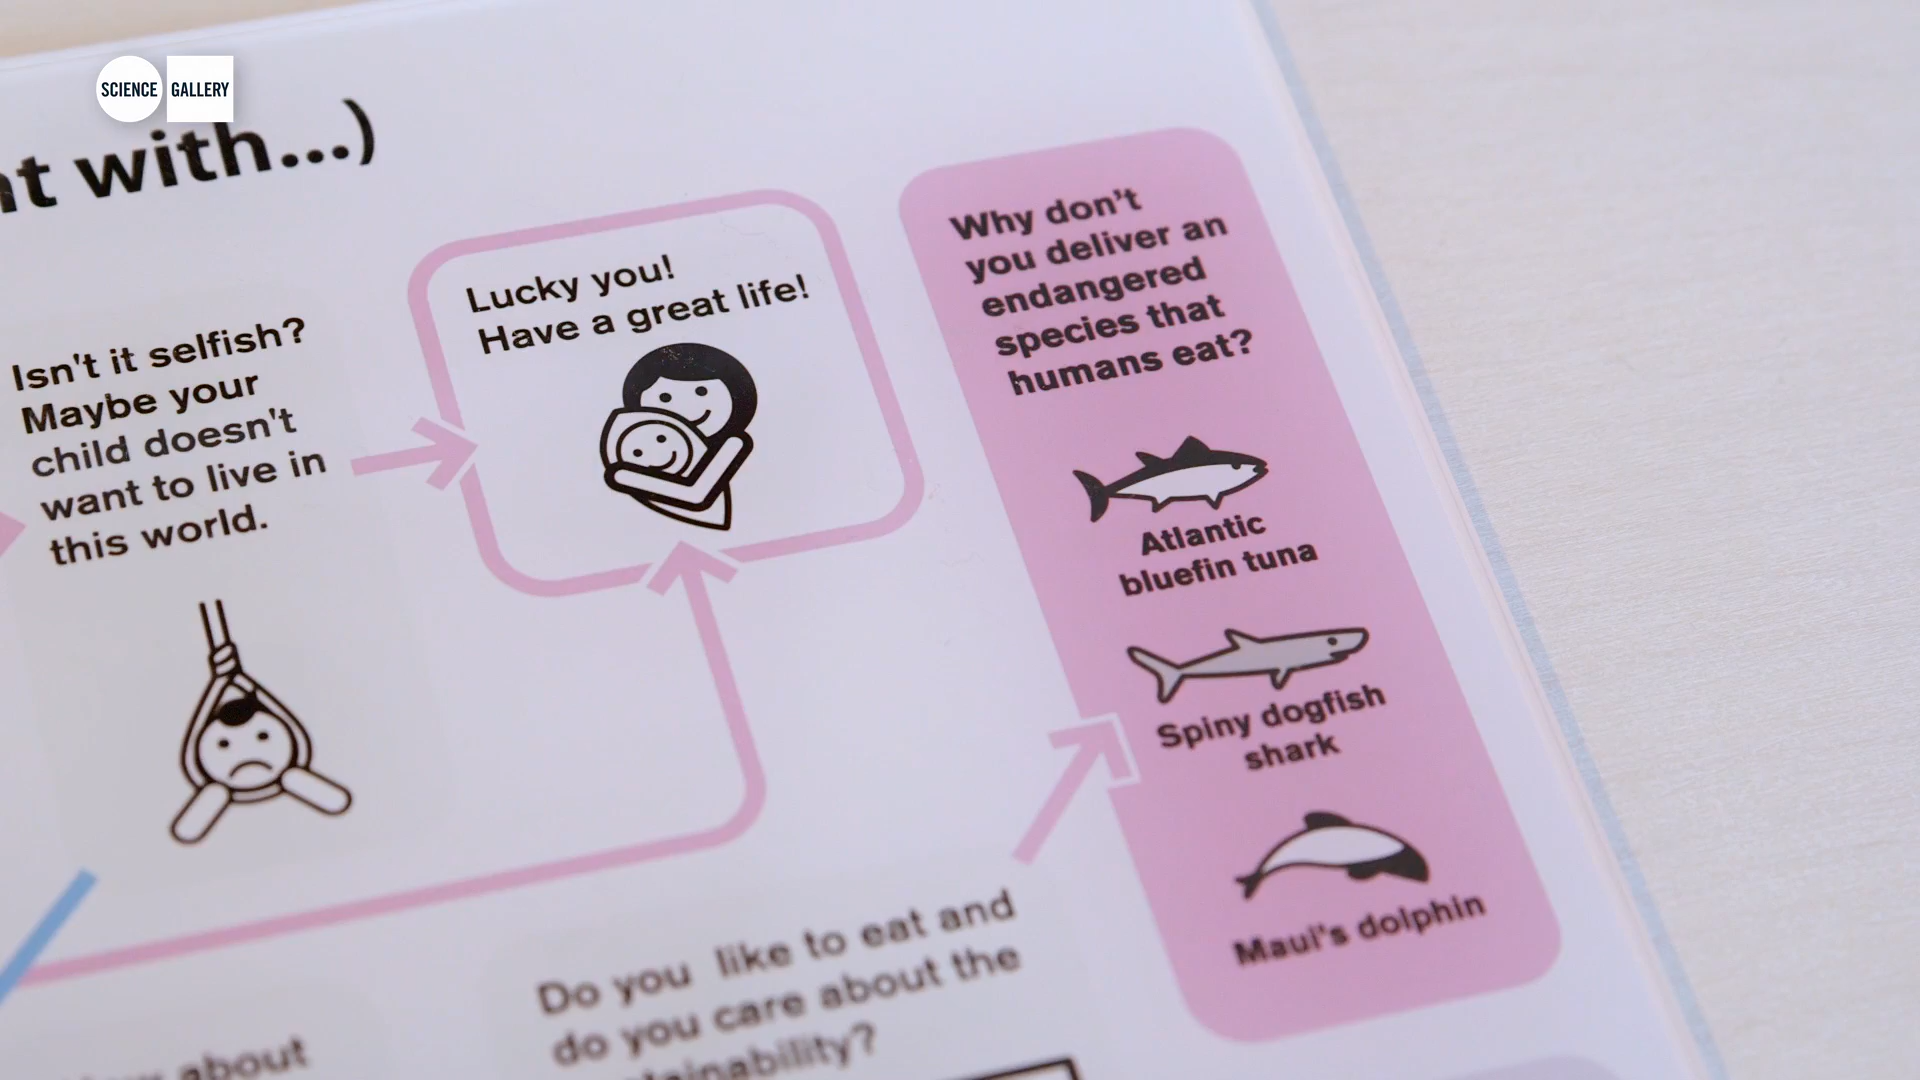 SCIENCE GALLERY
with...)
Isn't it selfish?
Maybe your
child doesn't
want to live in
this world.
Lucky you!
Have a great life!
Why don't
you deliver an
endangered
species that
humans eat?
Atlantic
bluefin tuna
Spiny dogfish
shark
Maui's dolphin
Do you like to eat and
do you care about the
about